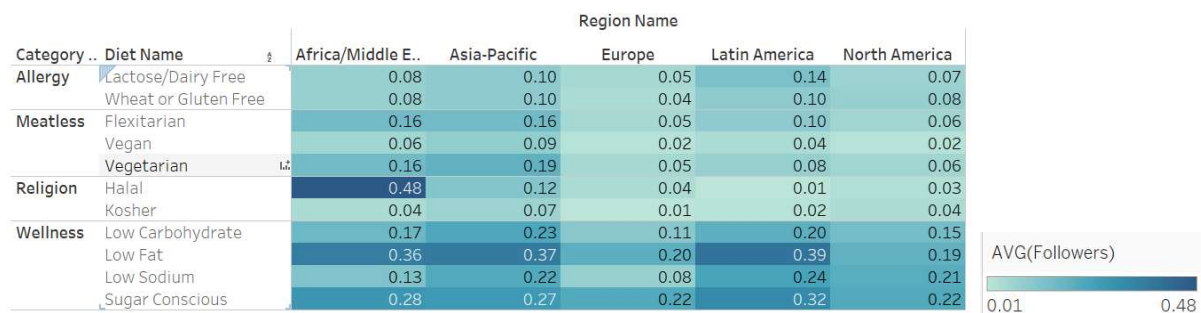 Region Name
Category .. Diet Name Africa/Middle E.. Asia-Pacific Europe Latin America North America
Allergy Lactose/Dairy Free 0.08 0.10 0.05 0.14 0.07
Wheat or Gluten Free 0.08 0.10 0.04 0.10 0.08
Meatless Flexitarian 0.16 0.16 0.05 0.10 0.06
Vegan 0.06 0.09 0.02 0.04 0.02
Vegetarian 0.16 0.19 0.05 0.08 0.06
Religion Halal 0.48 0.12 0.04 0.01 0.03
Kosher 0.04 0.07 0.01 0.02 0.04
Wellness Low Carbohydrate 0.17 0.23 0.11 0.20 0.15
Low Fat 0.36 0.37 0.20 0.39 0.19
Low Sodium 0.13 0.22 0.08 0.24 0.21
Sugar Conscious 0.28 0.27 0.22 0.32 0.22
AVG(Followers)
0.01 0.48